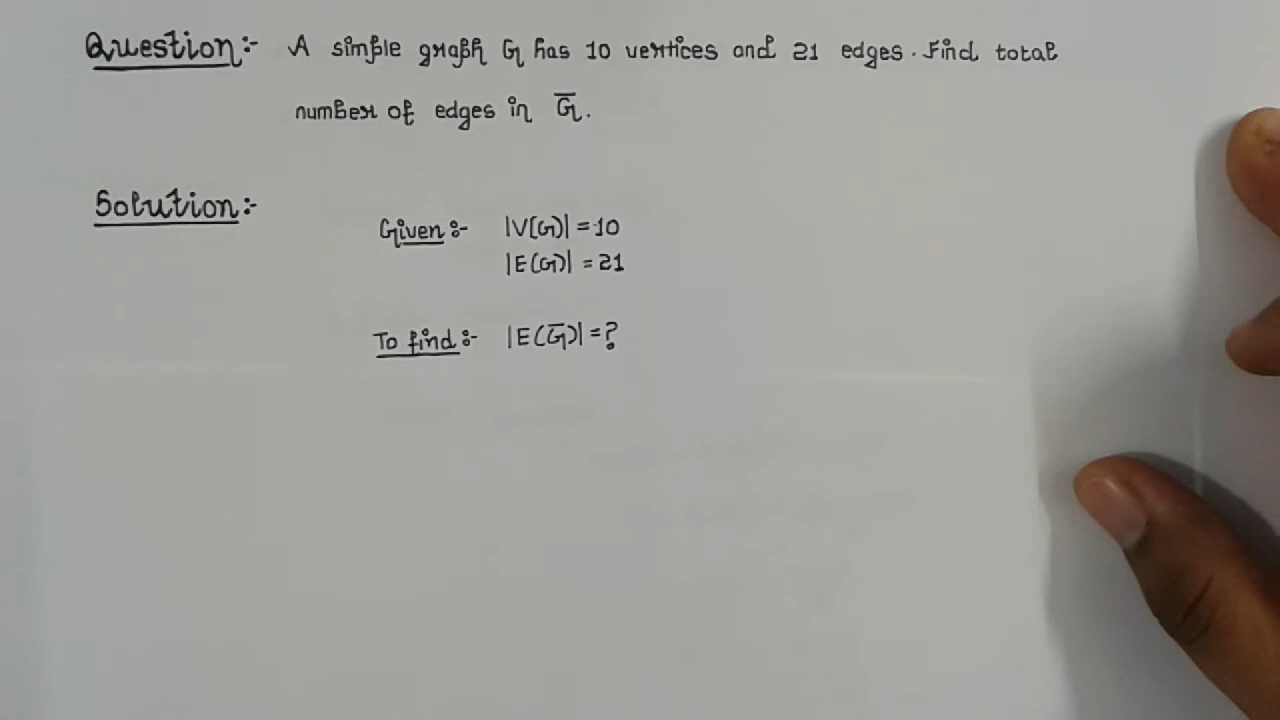 Question:- A simple graph G has 10 vertices and 21 edges. Find total
number of edges in G̅.
Solution:-
Given:- |V(G)| = 10
|E(G)| = 21
To find:- |E(G̅)| = ?